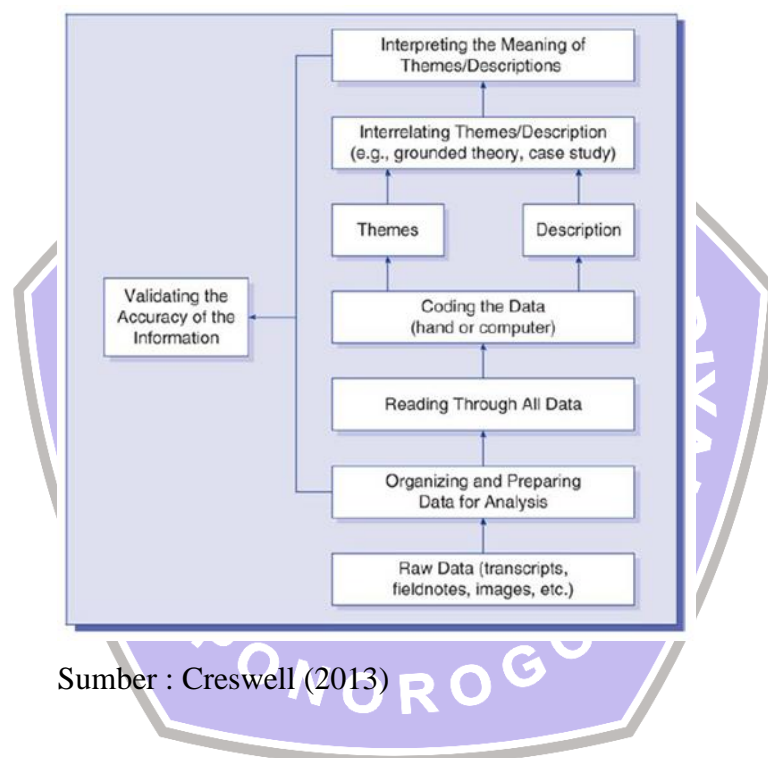 Interpreting the Meaning of
Themes/Descriptions
Interrelating Themes/Description
(e.g., grounded theory, case study)
Themes
Description
Validating the
Accuracy of the
Information
Coding the Data
(hand or computer)
Reading Through All Data
Organizing and Preparing
Data for Analysis
Raw Data (transcripts,
fieldnotes, images, etc.)
Sumber : Creswell (2013)
PONOROGO